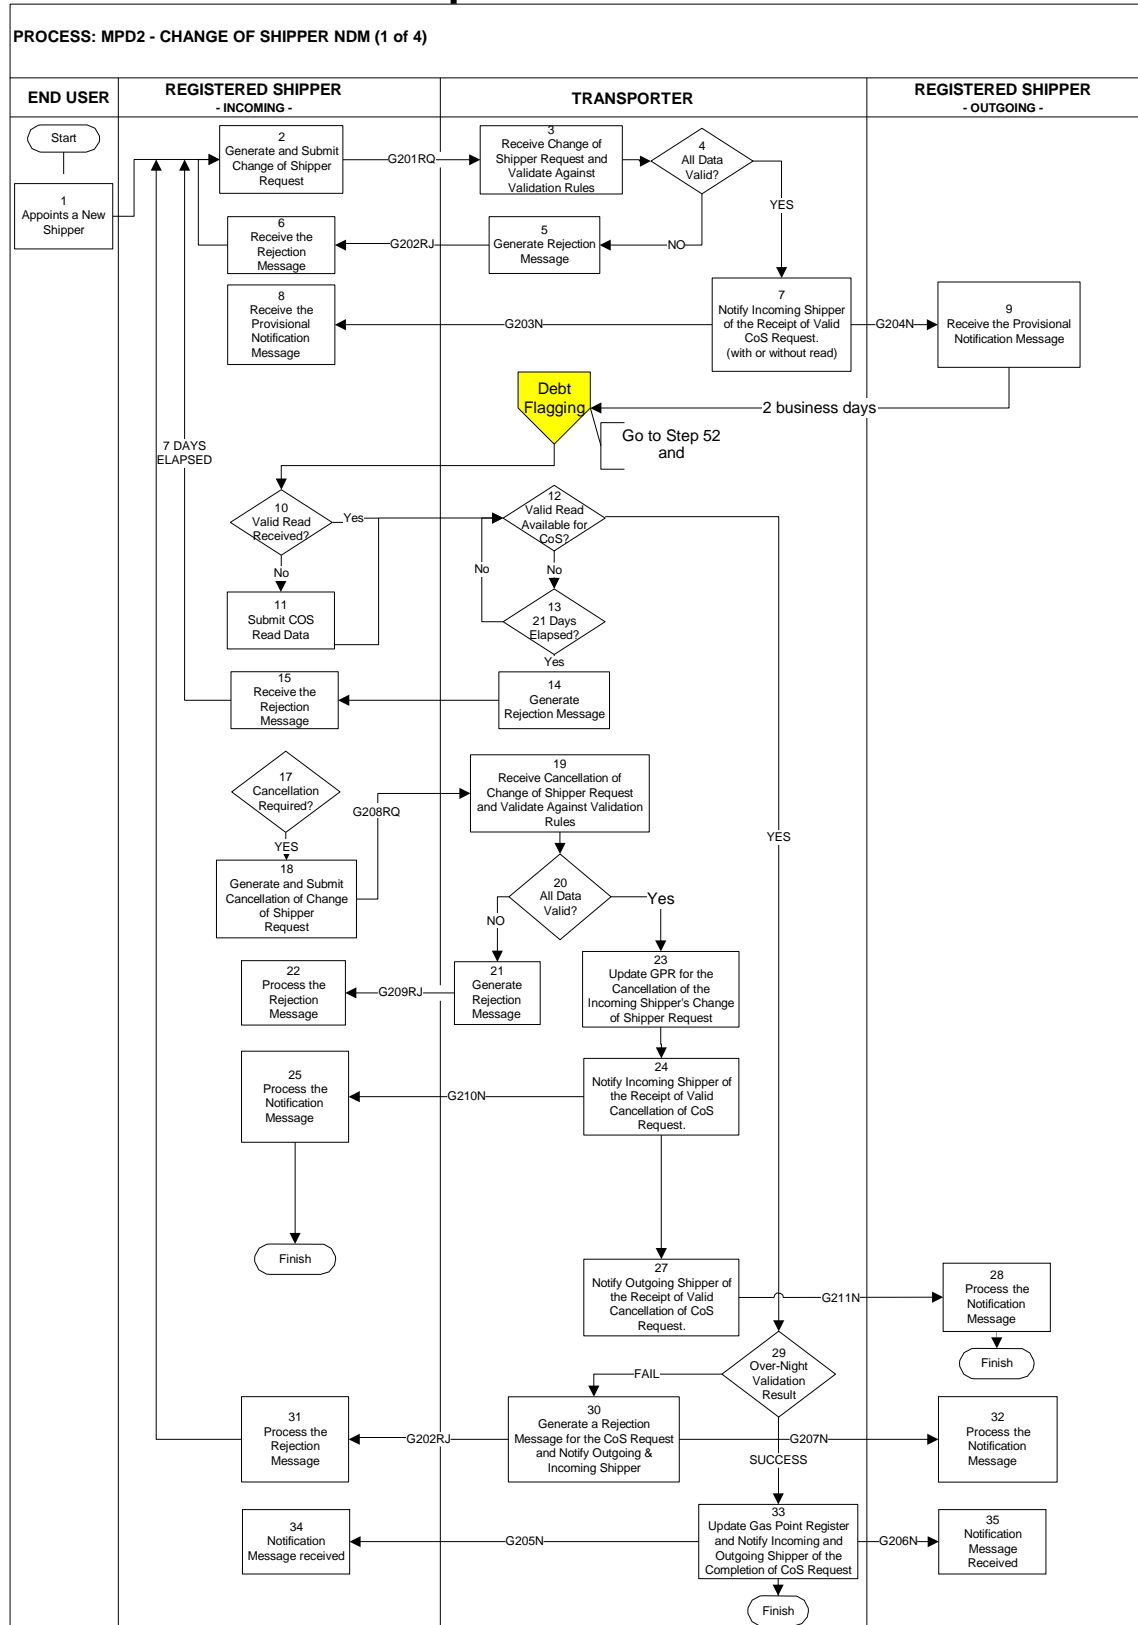 PROCESS: MPD2 - CHANGE OF SHIPPER NDM (1 of 4)
END USER
REGISTERED SHIPPER
- INCOMING -
TRANSPORTER
REGISTERED SHIPPER
- OUTGOING -
Start
1
Appoints a New
Shipper
2
Generate and Submit
Change of Shipper
Request
G201RQ
3
Receive Change of
Shipper Request and
Validate Against
Validation Rules
4
All Data
Valid?
YES
NO
5
Generate Rejection
Message
G202RJ
6
Receive the
Rejection
Message
7
Notify Incoming Shipper
of the Receipt of Valid
CoS Request.
(with or without read)
G203N
8
Receive the
Provisional
Notification
Message
G204N
9
Receive the Provisional
Notification Message
2 business days
Debt
Flagging
Go to Step 52
and
7 DAYS
ELAPSED
10
Valid Read
Received?
Yes
No
11
Submit COS
Read Data
12
Valid Read
Available for
CoS?
No
No
13
21 Days
Elapsed?
Yes
14
Generate
Rejection Message
15
Receive the
Rejection
Message
17
Cancellation
Required?
YES
18
Generate and Submit
Cancellation of Change
of Shipper
Request
G208RQ
19
Receive Cancellation of
Change of Shipper Request
and Validate Against Validation
Rules
YES
20
All Data
Valid?
NO
Yes
21
Generate
Rejection
Message
G209RJ
22
Process the
Rejection
Message
23
Update GPR for the
Cancellation of the
Incoming Shipper's Change
of Shipper Request
24
Notify Incoming Shipper of
the Receipt of Valid
Cancellation of CoS
Request.
G210N
25
Process the
Notification
Message
Finish
27
Notify Outgoing Shipper of
the Receipt of Valid
Cancellation of CoS
Request.
G211N
28
Process the
Notification
Message
Finish
29
Over-Night
Validation
Result
FAIL
30
Generate a Rejection
Message for the CoS Request
and Notify Outgoing &
Incoming Shipper
G202RJ
31
Process the
Rejection
Message
G207N
32
Process the
Notification
Message
SUCCESS
33
Update Gas Point Register
and Notify Incoming and
Outgoing Shipper of the
Completion of CoS Request
G205N
34
Notification
Message received
G206N
35
Notification
Message
Received
Finish